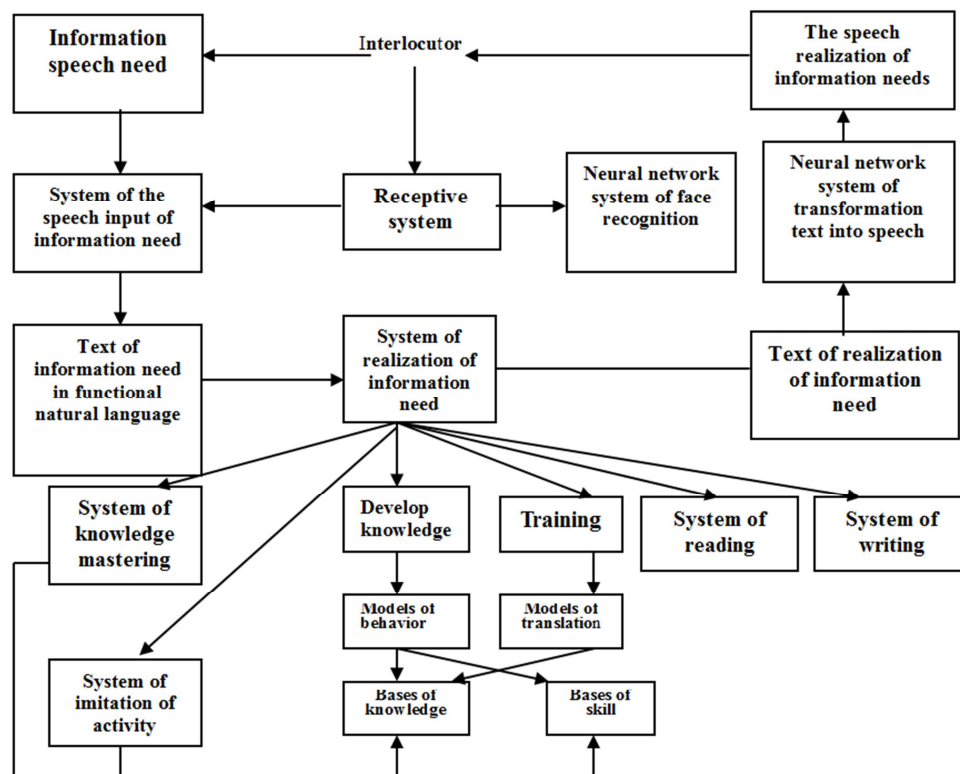 Information
speech need
Interlocutor
The speech
realization of
information needs
System of the
speech input of
information need
Receptive
system
Neural network
system of face
recognition
Neural network
system of
transformation
text into speech
Text of
information need
in functional
natural language
System of
realization of
information
need
Text of realization
of information
need
System of
knowledge
mastering
Develop
knowledge
Training
System of
reading
System of
writing
Models of
behavior
Models of
translation
System of
imitation of
activity
Bases of
knowledge
Bases of
skill